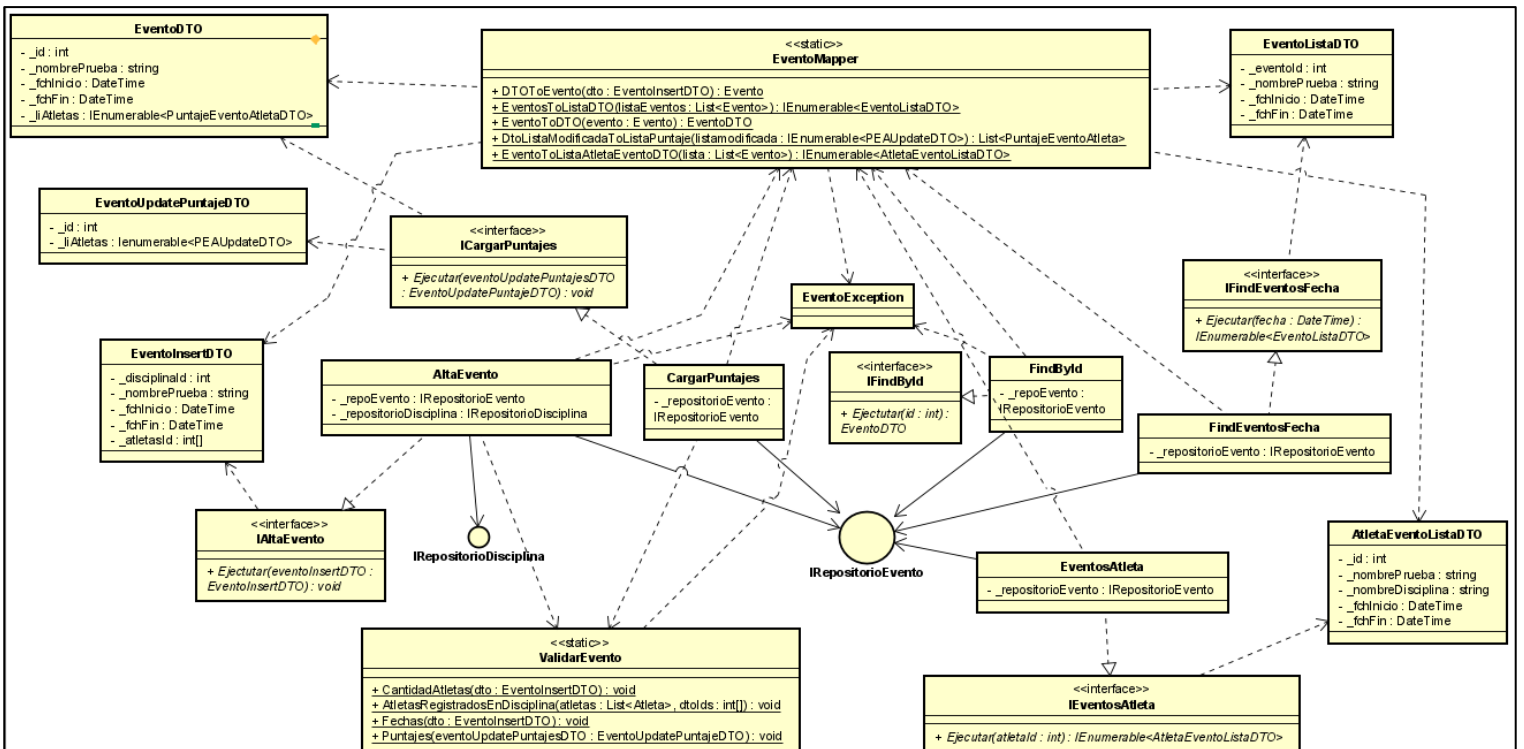 EventoDTO
- _id : int
- _nombrePrueba : string
- _fchInicio : DateTime
- _fchFin : DateTime
- _liAtletas : IEnumerable<PuntajeEventoAtletaDTO>
<<static>>
EventoMapper
+ DTOToEvento(dto : EventoInsertDTO) : Evento
+ EventosToListaDTO(listaEventos : List<Evento>) : IEnumerable<EventoListaDTO>
+ EventoToDTO(evento : Evento) : EventoDTO
+ DtoListaModificadaToListaPuntaje(listamodificada : IEnumerable<PEAUpdateDTO>) : List<PuntajeEventoAtleta>
+ EventoToListaAtletaEventoDTO(lista : List<Evento>) : IEnumerable<AtletaEventoListaDTO>
EventoListaDTO
- _eventoId : int
- _nombrePrueba : string
- _fchInicio : DateTime
- _fchFin : DateTime
EventoUpdatePuntajeDTO
- _id : int
- _liAtletas : Ienumerable<PEAUpdateDTO>
<<interface>>
ICargarPuntajes
+ Ejecutar(eventoUpdatePuntajesDTO
: EventoUpdatePuntajeDTO) : void
EventoException
<<interface>>
IFindEventosFecha
+ Ejecutar(fecha : DateTime) :
IEnumerable<EventoListaDTO>
EventoInsertDTO
- _disciplinaId : int
- _nombrePrueba : string
- _fchInicio : DateTime
- _fchFin : DateTime
- _atletasId : int[]
AltaEvento
- _repoEvento : IRepositorioEvento
- _repositorioDisciplina : IRepositorioDisciplina
CargarPuntajes
- _repositorioEvento :
IRepositorioEvento
<<interface>>
IFindById
+ Ejectutar(id : int) :
EventoDTO
FindById
- _repoEvento :
IRepositorioEvento
FindEventosFecha
- _repositorioEvento : IRepositorioEvento
<<interface>>
IAltaEvento
+ Ejectutar(eventoInsertDTO :
EventoInsertDTO) : void
IRepositorioDisciplina
IRepositorioEvento
EventosAtleta
- _repositorioEvento : IRepositorioEvento
AtletaEventoListaDTO
- _id : int
- _nombrePrueba : string
- _nombreDisciplina : string
- _fchInicio : DateTime
- _fchFin : DateTime
<<static>>
ValidarEvento
+ CantidadAtletas(dto : EventoInsertDTO) : void
+ AtletasRegistradosEnDisciplina(atletas : List<Atleta>, dtoIds : int[]) : void
+ Fechas(dto : EventoInsertDTO) : void
+ Puntajes(eventoUpdatePuntajesDTO : EventoUpdatePuntajeDTO) : void
<<interface>>
IEventosAtleta
+ Ejecutar(atletaId : int) : IEnumerable<AtletaEventoListaDTO>